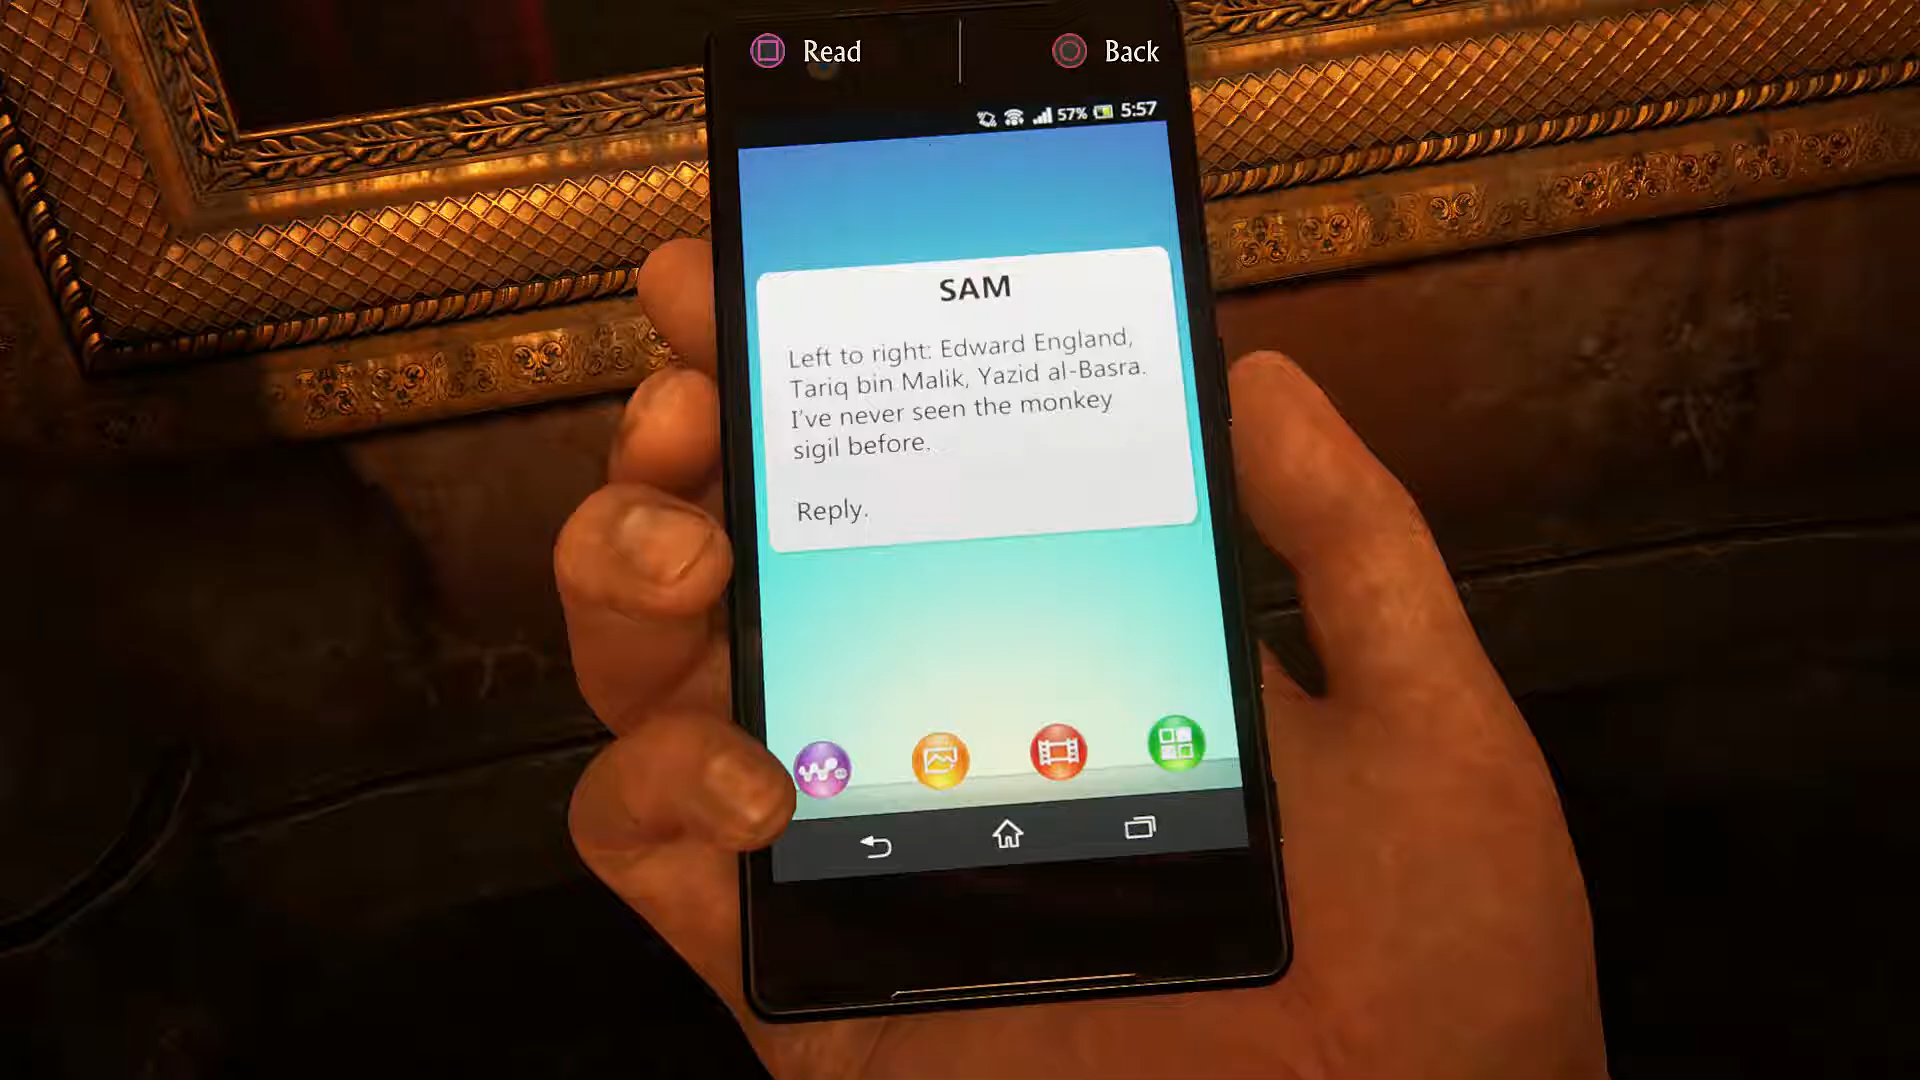 Read
Back
57% 5:57
SAM
Left to right: Edward England,
Tariq bin Malik, Yazid al-Basra.
I've never seen the monkey
sigil before.
Reply.